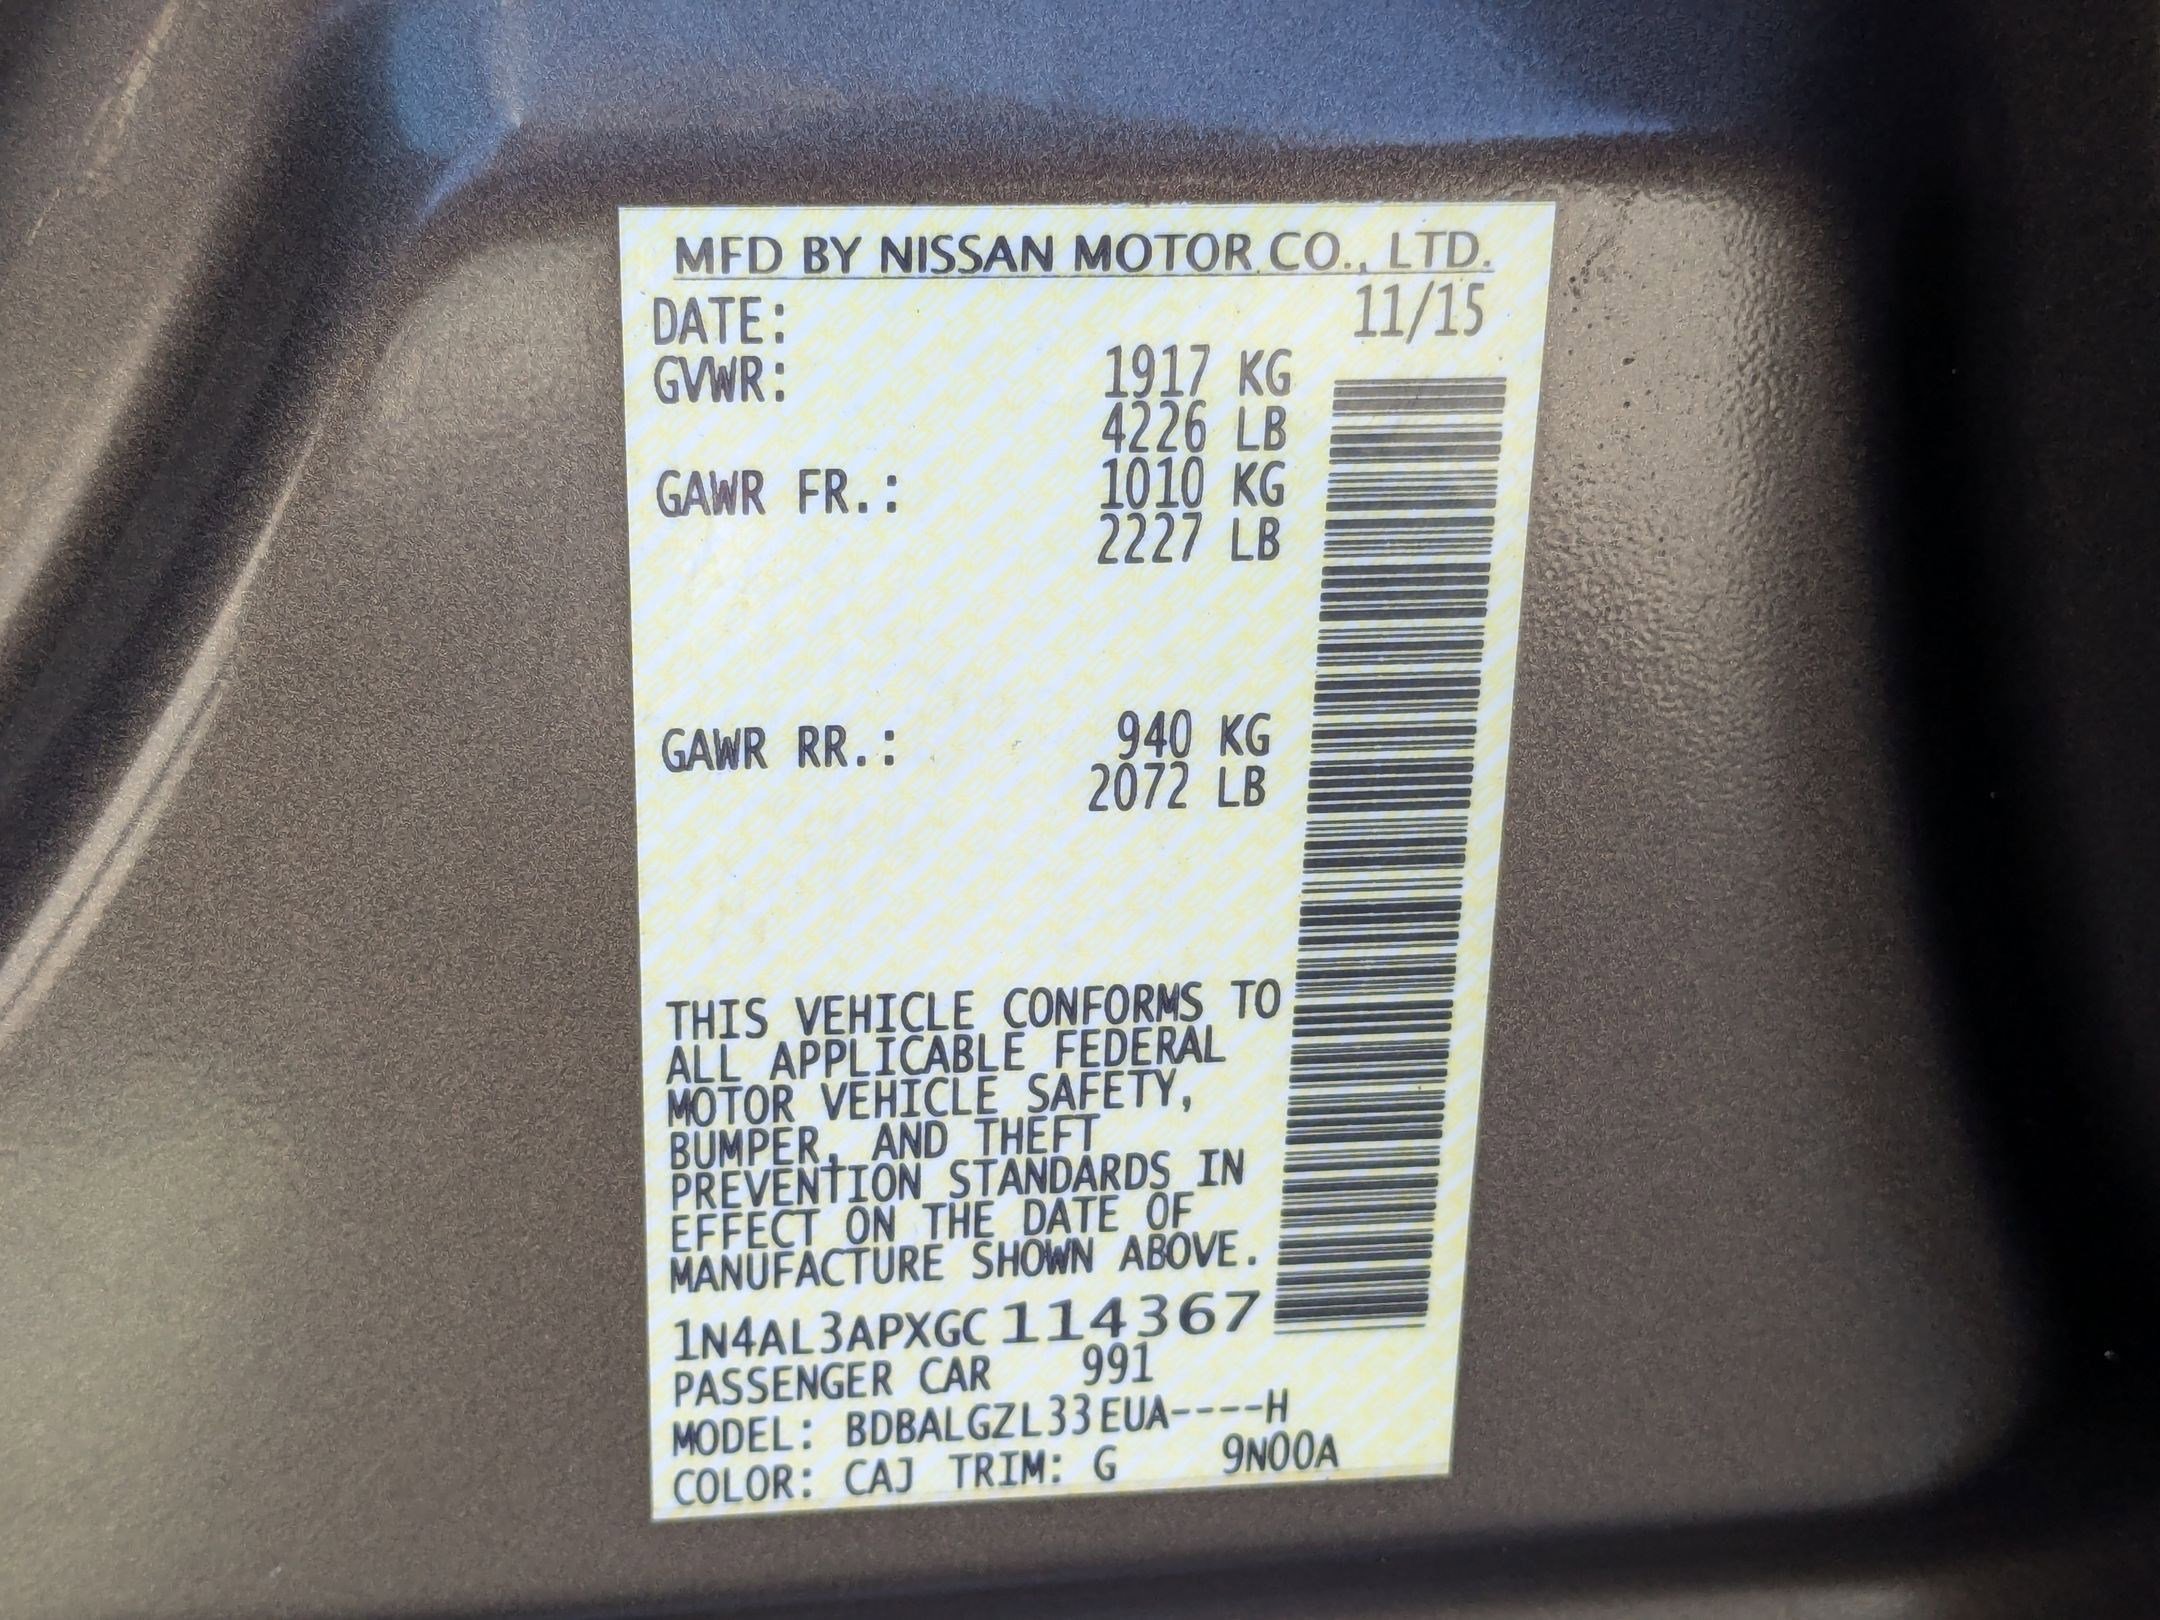 MFD BY NISSAN MOTOR CO., LTD.
DATE: 11/15
GVWR: 1917 KG
4226 LB
GAWR FR.: 1010 KG
2227 LB
GAWR RR.: 940 KG
2072 LB
THIS VEHICLE CONFORMS TO
ALL APPLICABLE FEDERAL
MOTOR VEHICLE SAFETY,
BUMPER, AND THEFT
PREVENTION STANDARDS IN
EFFECT ON THE DATE OF
MANUFACTURE SHOWN ABOVE.
1N4AL3APXGC114367
PASSENGER CAR 991
MODEL: BDBALGZL33EUA----H
COLOR: CAJ TRIM: G 9N00A